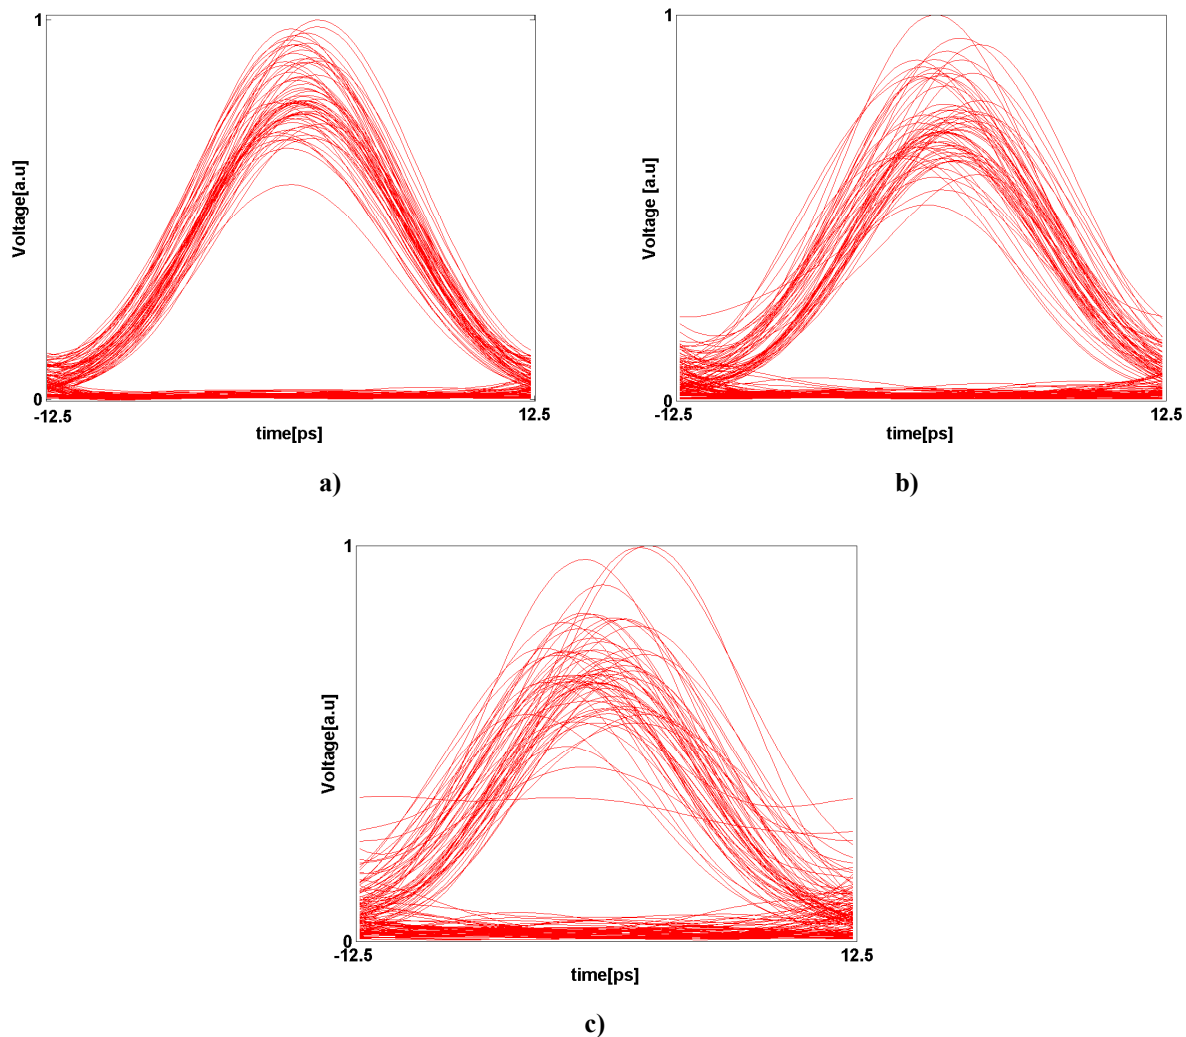 1
Voltage[a.u]
0
-12.5
12.5
time[ps]
a)
1
Voltage [a.u]
0
-12.5
12.5
time[ps]
b)
1
Voltage[a.u]
0
-12.5
12.5
time[ps]
c)